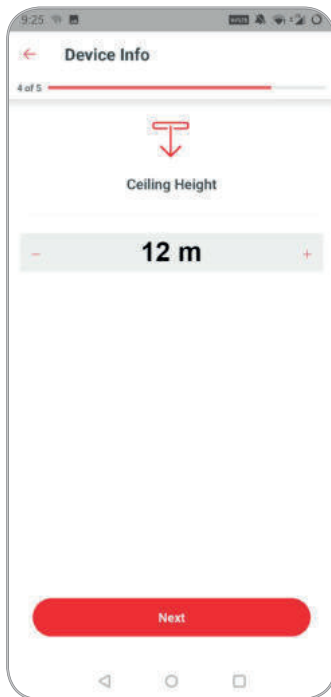 9:25
Device Info
4 of 5
Ceiling Height
− 12 m +
Next